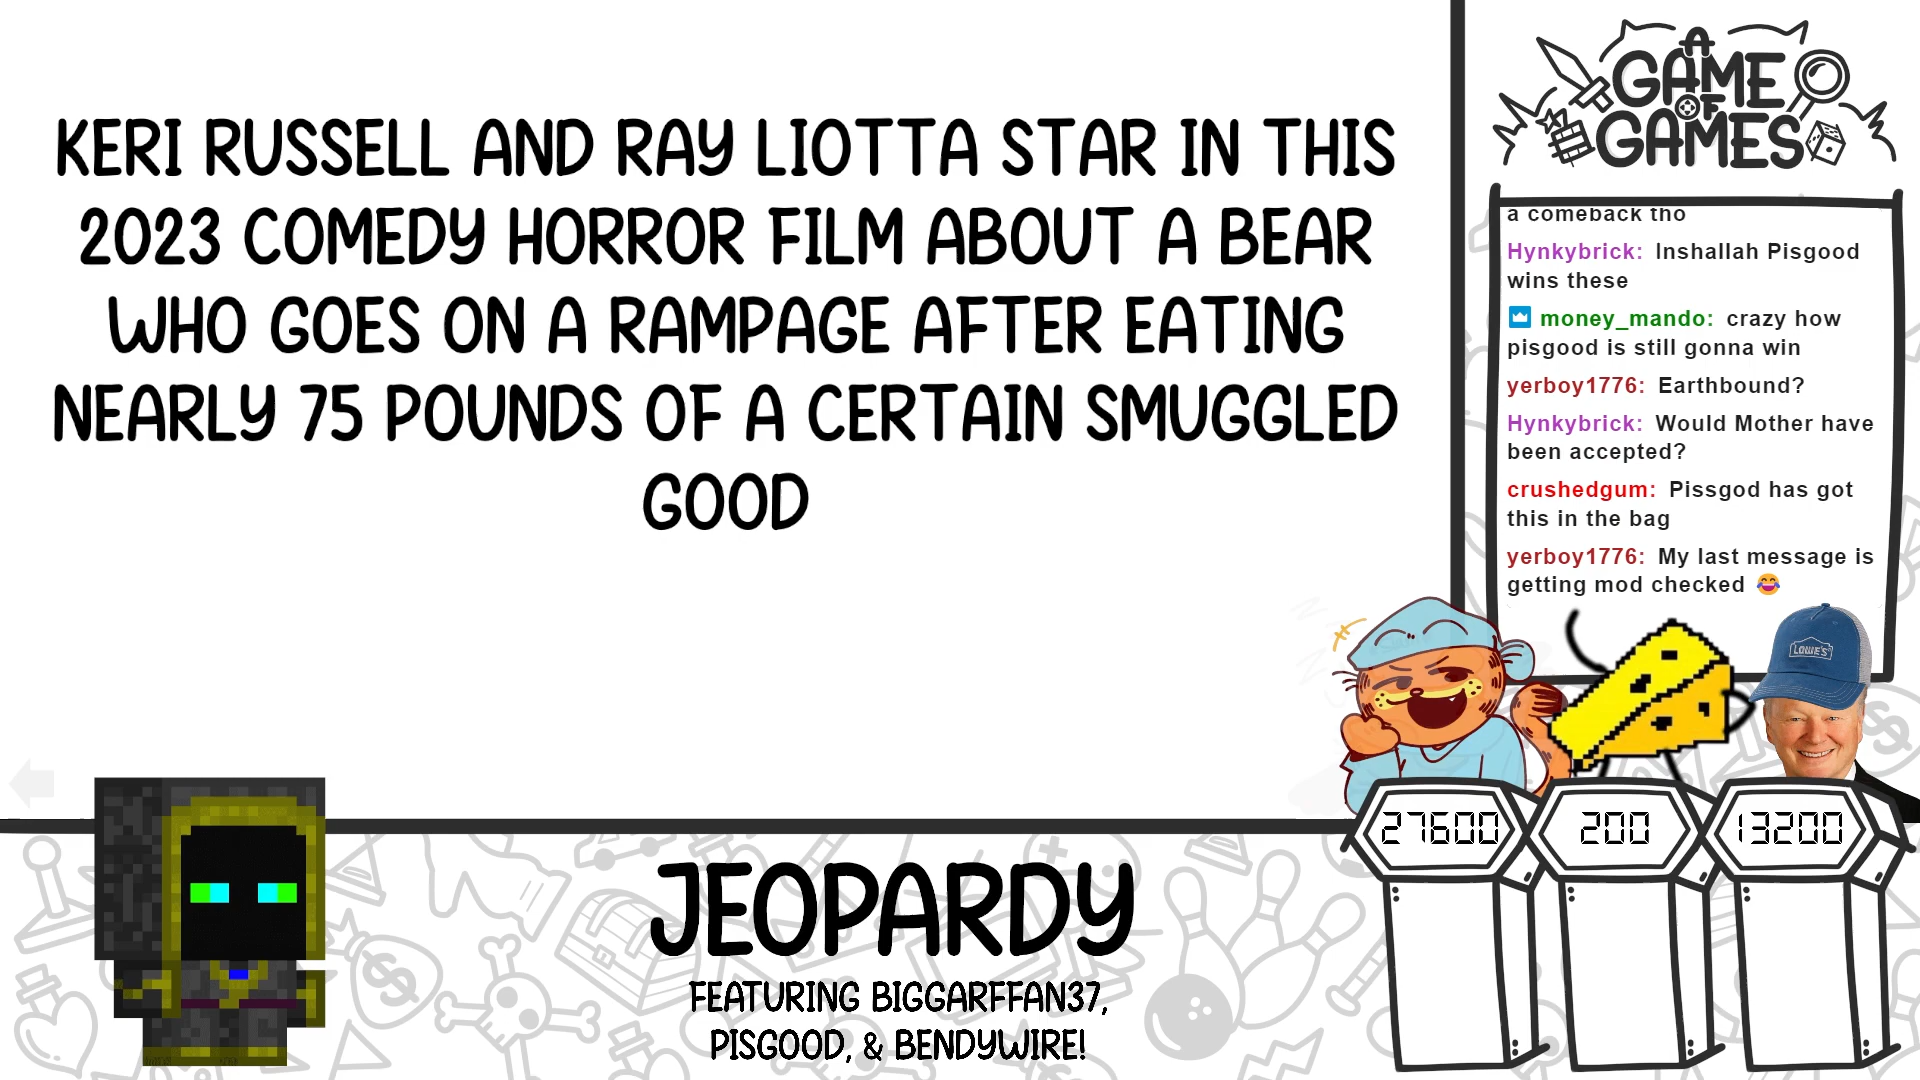 KERI RUSSELL AND RAY LIOTTA STAR IN THIS
2023 COMEDY HORROR FILM ABOUT A BEAR
WHO GOES ON A RAMPAGE AFTER EATING
NEARLY 75 POUNDS OF A CERTAIN SMUGGLED
GOOD
A
GAME
OF
GAMES
a comeback tho
Hynkybrick: Inshallah Pisgood
wins these
money_mando: crazy how
pisgood is still gonna win
yerboy1776: Earthbound?
Hynkybrick: Would Mother have
been accepted?
crushedgum: Pissgod has got
this in the bag
yerboy1776: My last message is
getting mod checked 😂
LOWE'S
27600
200
13200
JEOPARDY
FEATURING BIGGARFFAN37,
PISGOOD, & BENDYWIRE!